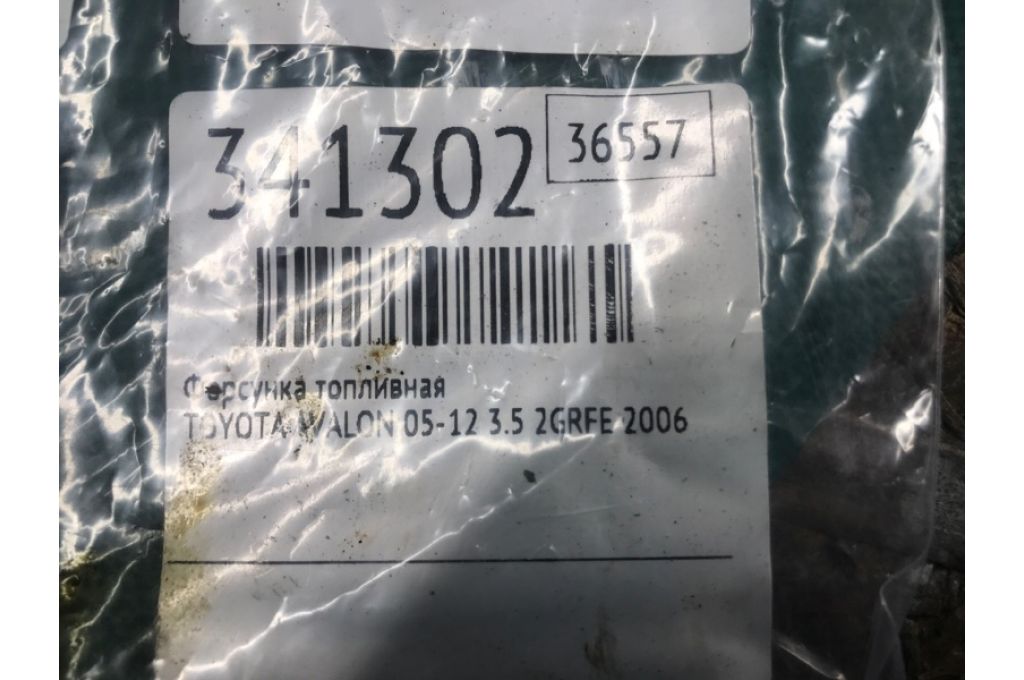 341302
36557
Форсунка топливная
TOYOTA AVALON 05-12 3.5 2GRFE 2006